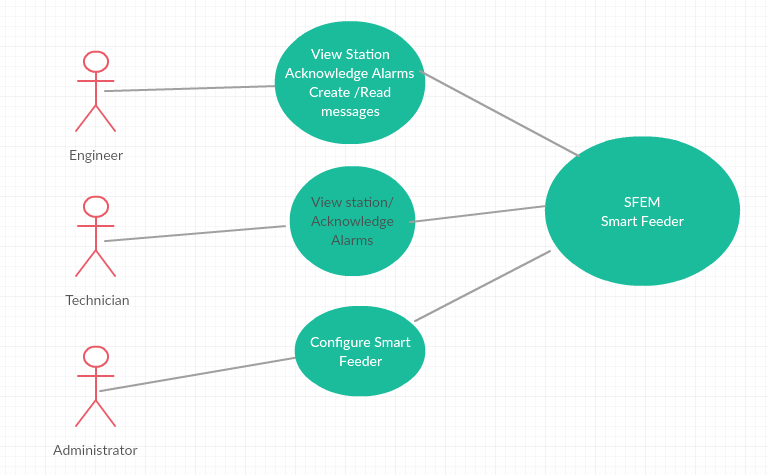 View Station
Acknowledge Alarms
Create /Read
messages
Engineer
View station/
Acknowledge
Alarms
SFEM
Smart Feeder
Technician
Configure Smart
Feeder
Administrator